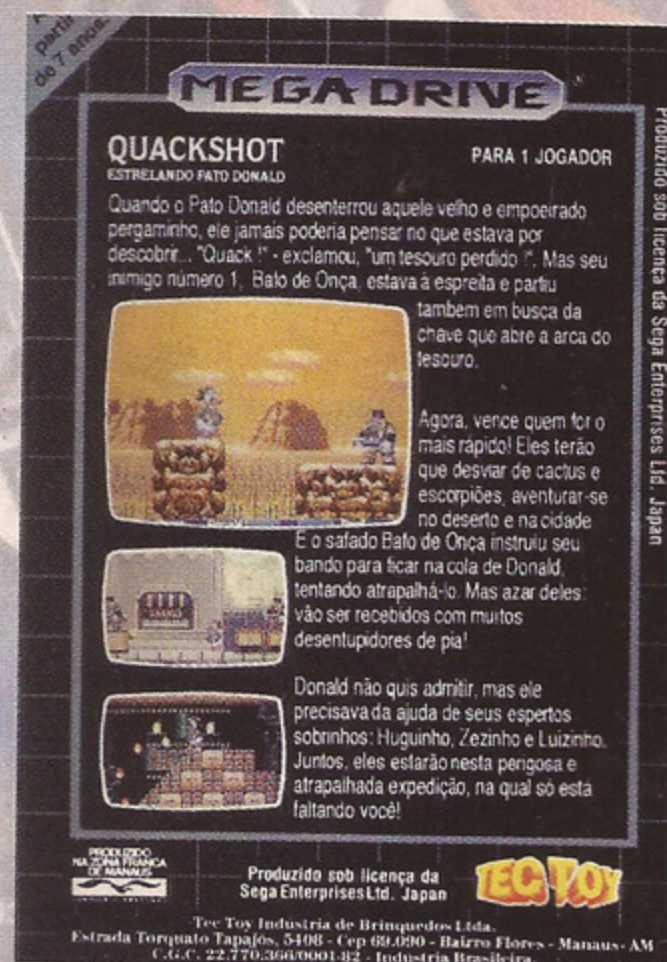 partir
de 7 anos.
MEGA DRIVE
QUACKSHOT
PARA 1 JOGADOR
ESTRELANDO PATO DONALD
Quando o Pato Donald desenterrou aquele velho e empoeirado
pergaminho, ele jamais poderia pensar no que estava por
descobrir... "Quack !" - exclamou, "um tesouro perdido !". Mas seu
inimigo número 1, Bafo de Onça, estava à espreita e partiu
tambem em busca da
chave que abre a arca do
tesouro.
Agora, vence quem for o
mais rápido! Eles terão
que desviar de cactus e
escorpiões, aventurar-se
no deserto e na cidade
E o safado Bafo de Onça instruiu seu
bando para ficar na cola de Donald,
tentando atrapalhá-lo. Mas azar deles:
vão ser recebidos com muitos
desentupidores de pia!
Donald não quis admitir, mas ele
precisava da ajuda de seus espertos
sobrinhos: Huguinho, Zezinho e Luizinho.
Juntos, eles estarão nesta perigosa e
atrapalhada expedição, na qual só esta
faltando você!
Produzido sob licença da Sega Enterprises Ltd. Japan
PRODUZIDO
NA ZONA FRANCA
DE MANAUS
Produzido sob licença da
Sega Enterprises Ltd. Japan
TEC TOY
Tec Toy Industria de Brinquedos Ltda.
Estrada Torquato Tapajós, 5408 - Cep 69.090 - Bairro Flores - Manaus - AM
C.G.C. 22.770.366/0001-82 - Industria Brasileira.